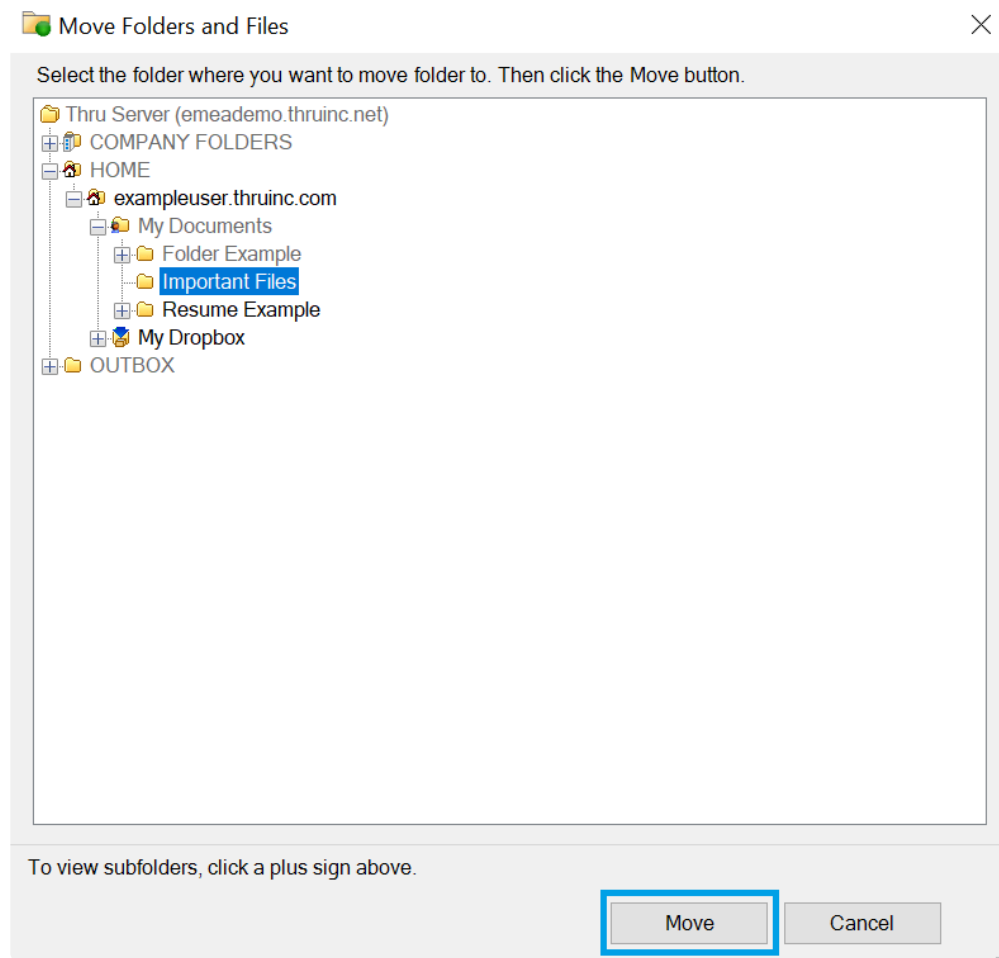 Move Folders and Files
Select the folder where you want to move folder to. Then click the Move button.
Thru Server (emeademo.thruinc.net)
COMPANY FOLDERS
HOME
exampleuser.thruinc.com
My Documents
Folder Example
Important Files
Resume Example
My Dropbox
OUTBOX
To view subfolders, click a plus sign above.
Move Cancel